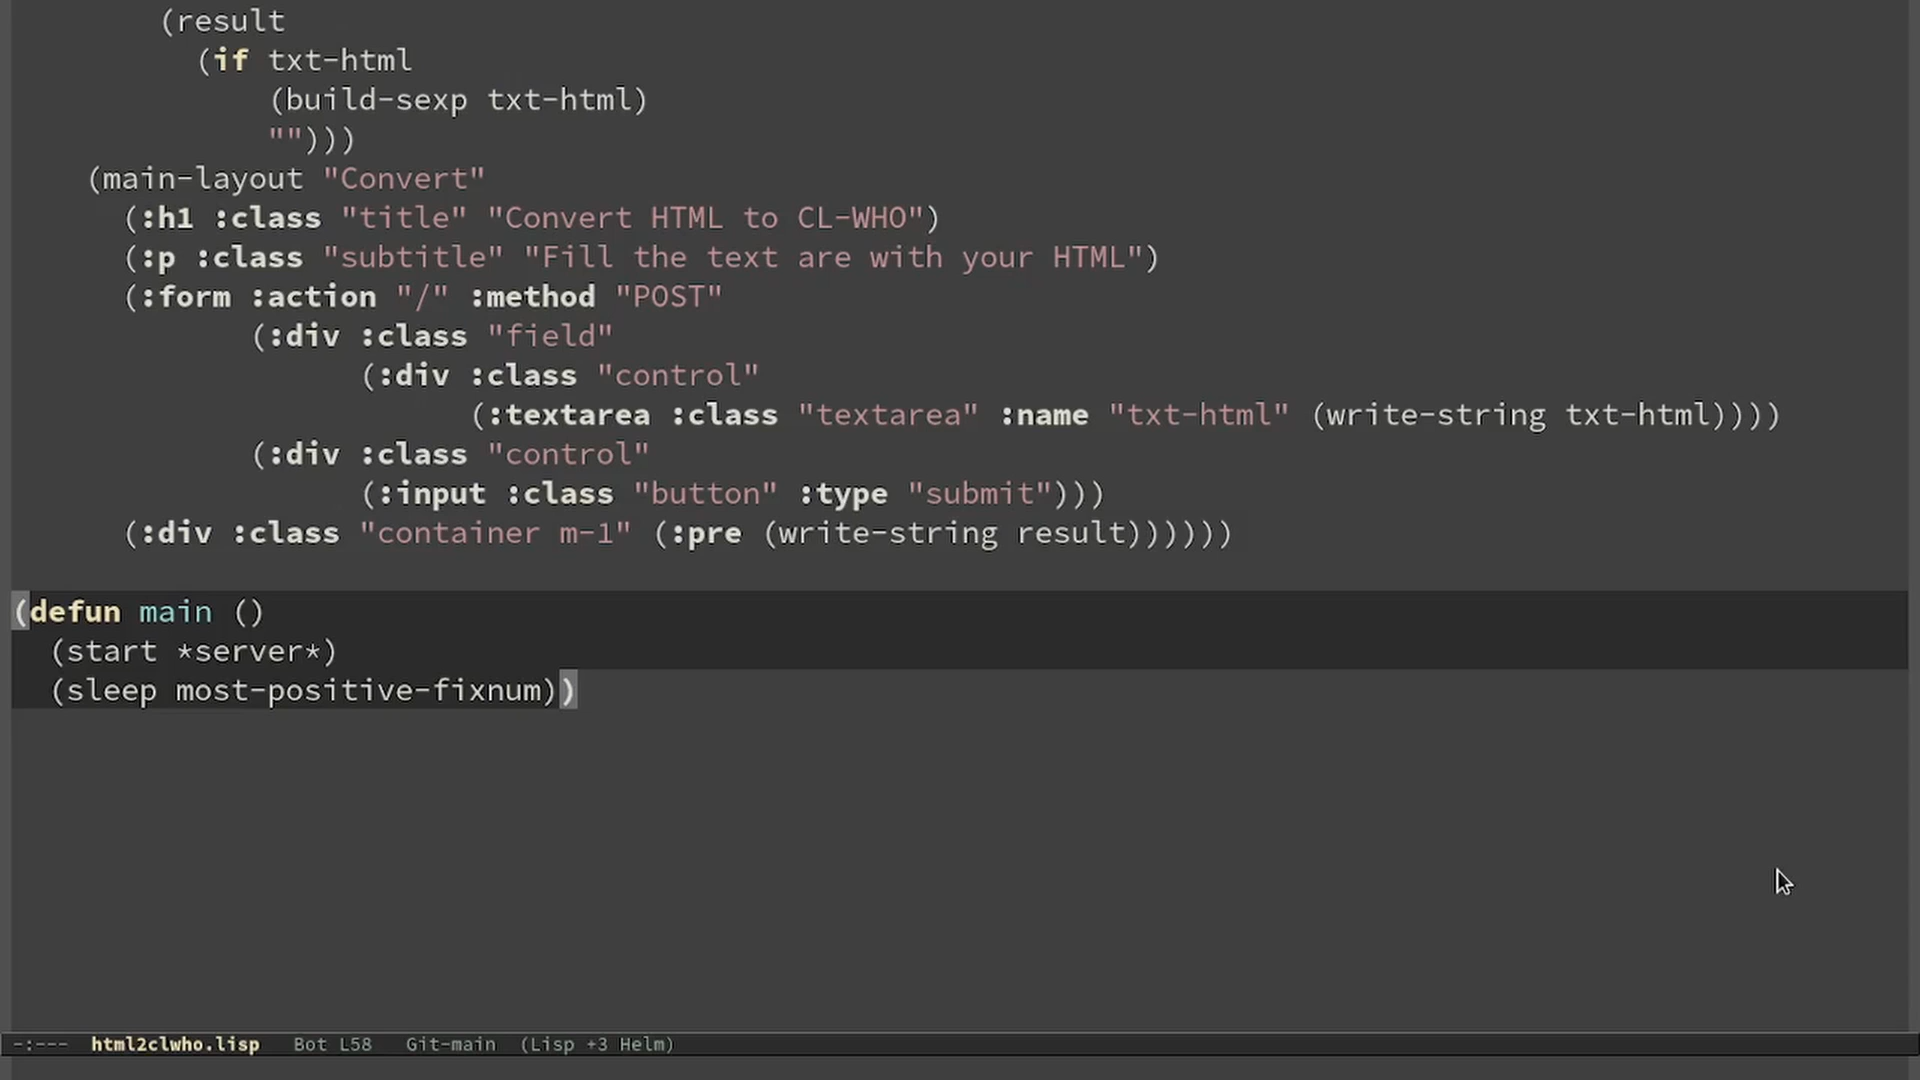 (result
(if txt-html
(build-sexp txt-html)
"")))
(main-layout "Convert"
(:h1 :class "title" "Convert HTML to CL-WHO")
(:p :class "subtitle" "Fill the text are with your HTML")
(:form :action "/" :method "POST"
(:div :class "field"
(:div :class "control"
(:textarea :class "textarea" :name "txt-html" (write-string txt-html))))
(:div :class "control"
(:input :class "button" :type "submit")))
(:div :class "container m-1" (:pre (write-string result))))))
(defun main ()
(start *server*)
(sleep most-positive-fixnum))
-:--- html2clwho.lisp Bot L58 Git-main (Lisp +3 Helm)